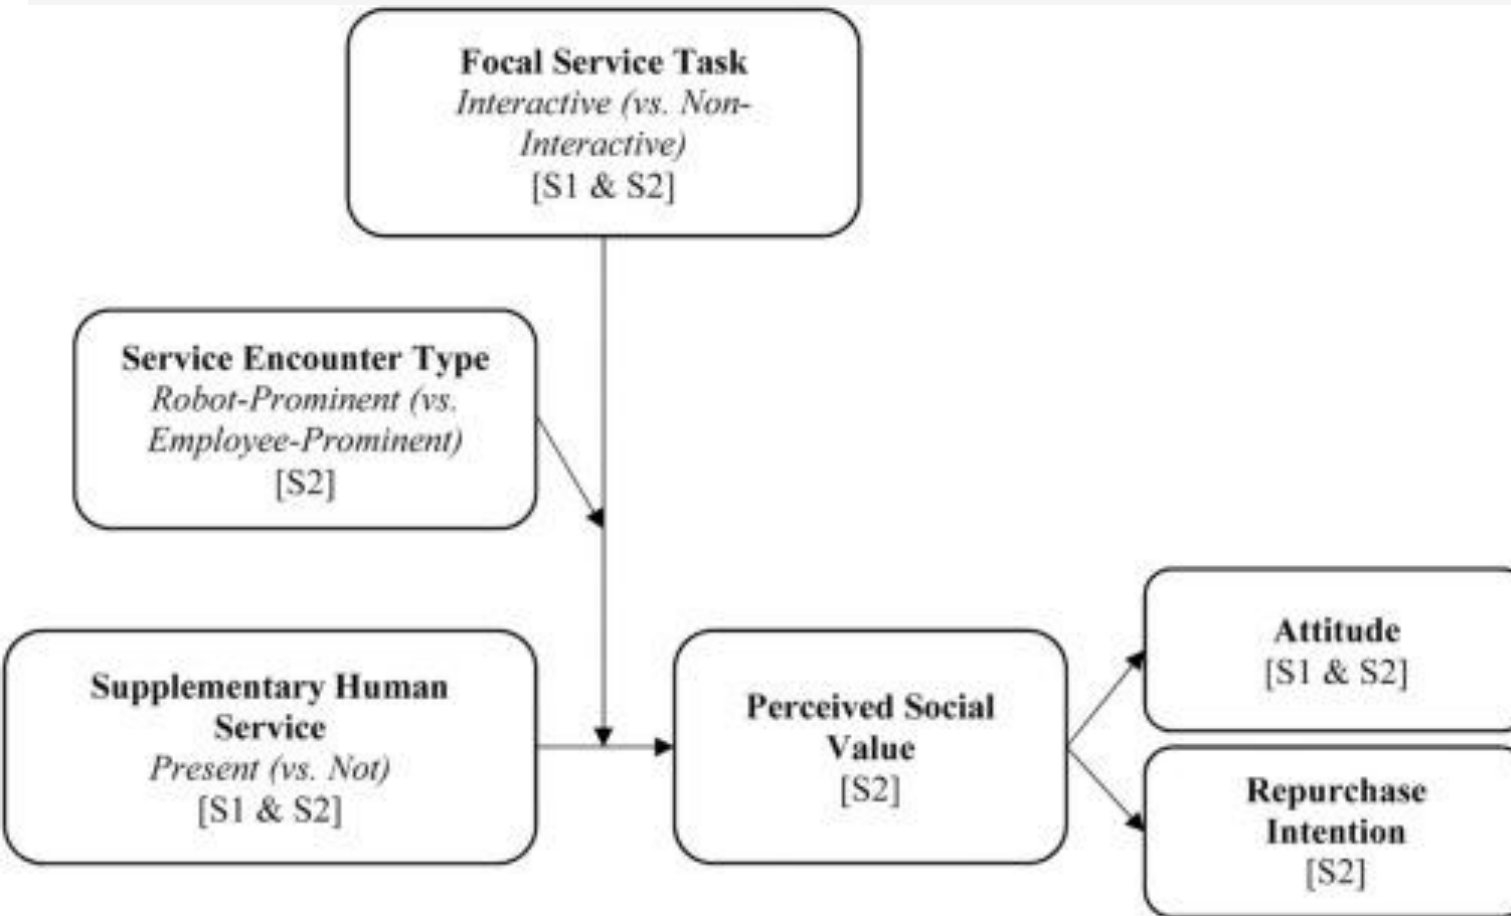 Focal Service Task
Interactive (vs. Non-
Interactive)
[S1 & S2]
Service Encounter Type
Robot-Prominent (vs.
Employee-Prominent)
[S2]
Supplementary Human
Service
Present (vs. Not)
[S1 & S2]
Perceived Social
Value
[S2]
Attitude
[S1 & S2]
Repurchase
Intention
[S2]